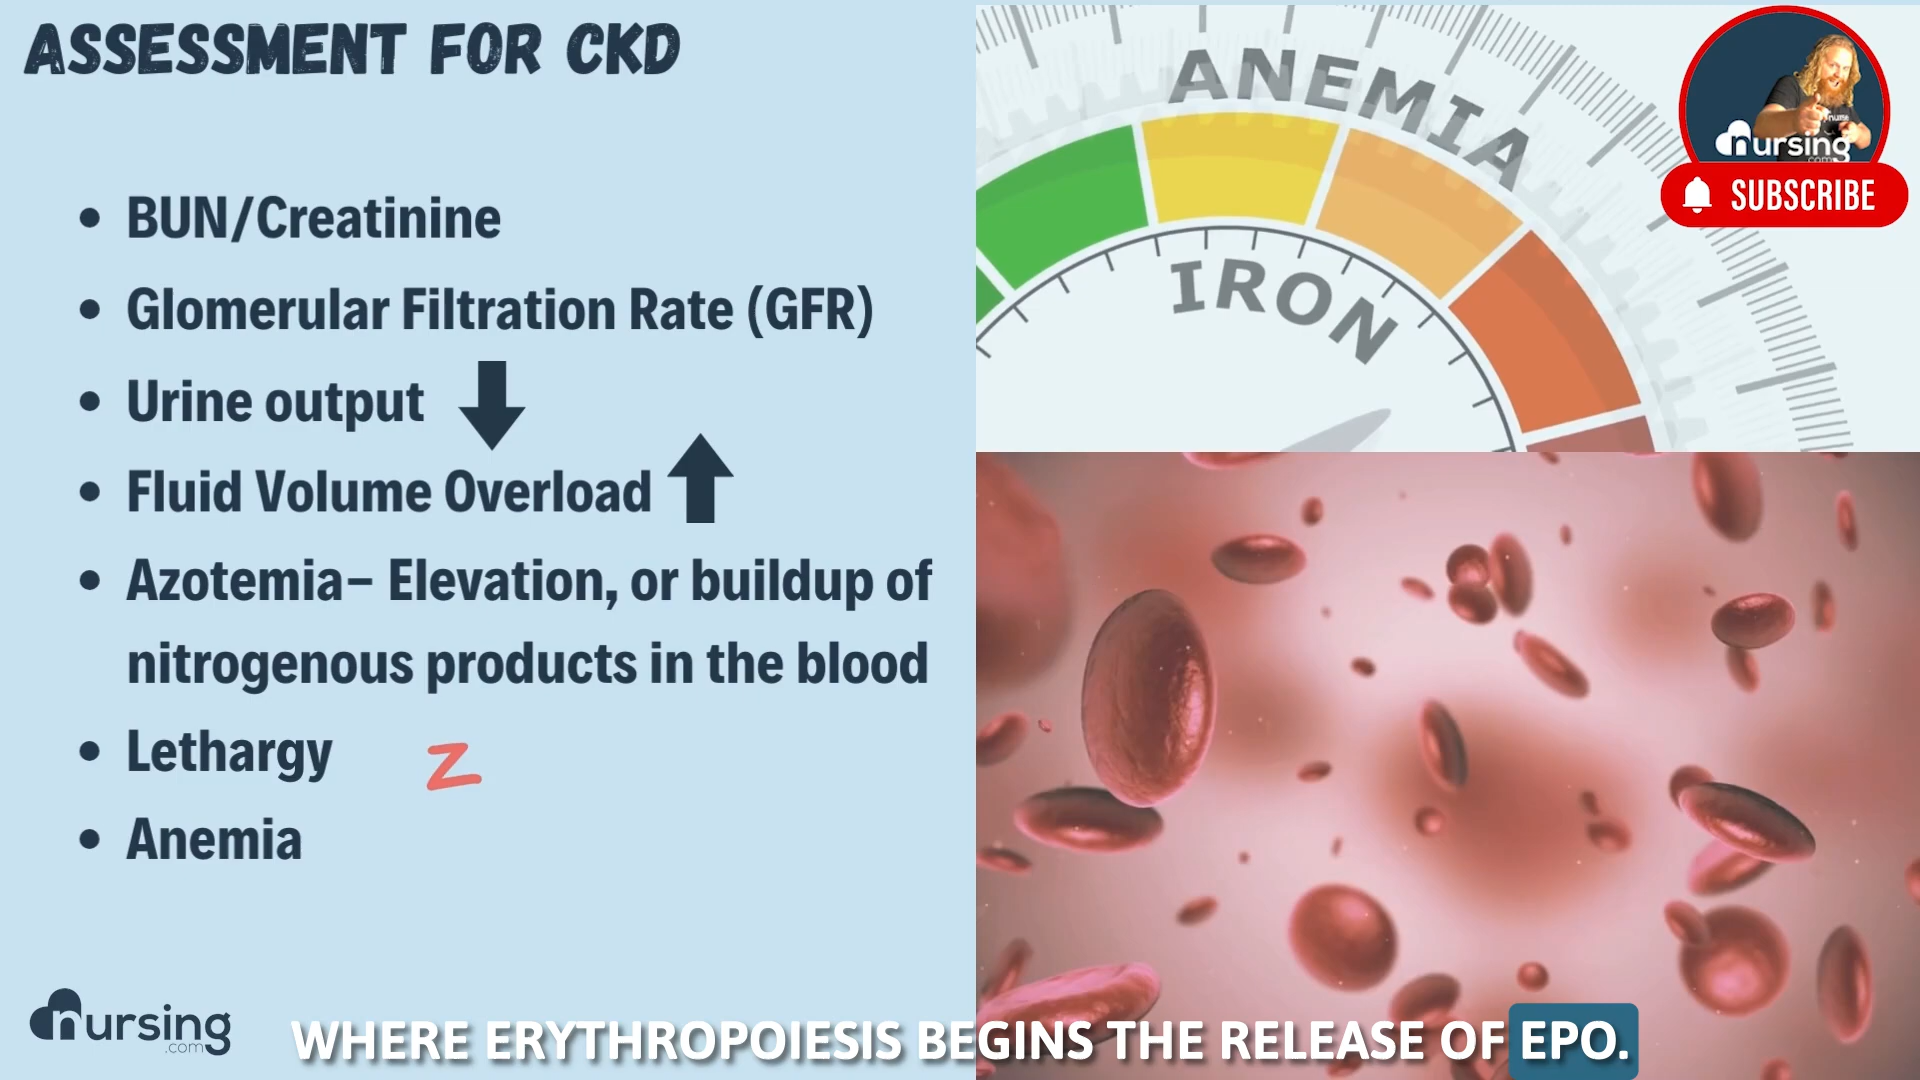 ASSESSMENT FOR CKD
• BUN/Creatinine
• Glomerular Filtration Rate (GFR)
• Urine output
• Fluid Volume Overload
• Azotemia– Elevation, or buildup of
nitrogenous products in the blood
• Lethargy Z
• Anemia
ANEMIA
IRON
nursing
.com
SUBSCRIBE
nursing
.com
WHERE ERYTHROPOIESIS BEGINS THE RELEASE OF EPO.